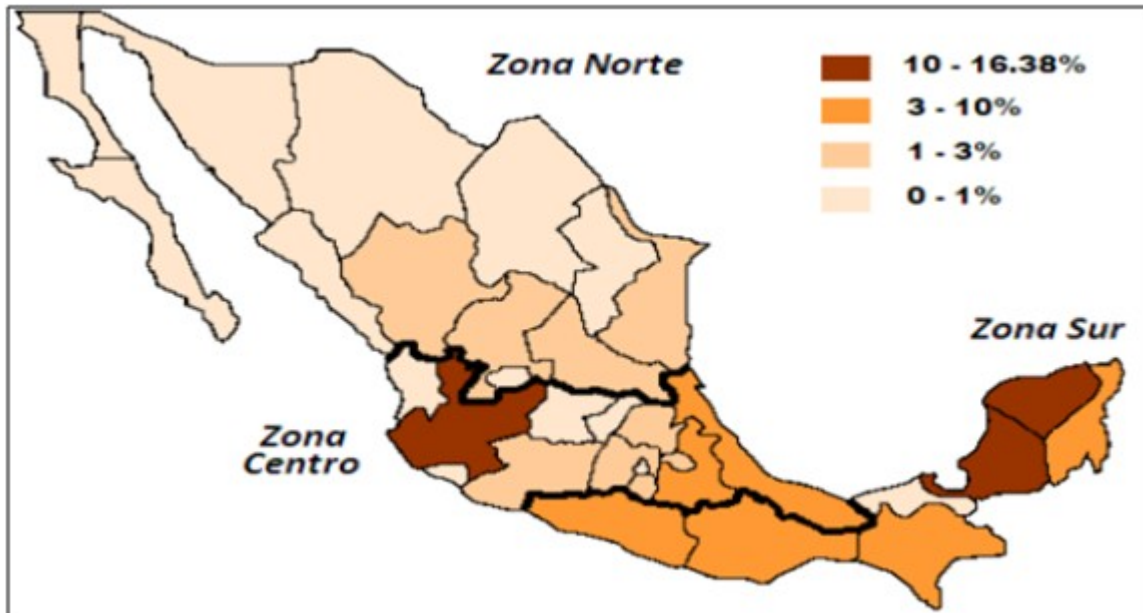 Zona Norte
10 - 16.38%
3 - 10%
1 - 3%
0 - 1%
Zona Sur
Zona
Centro